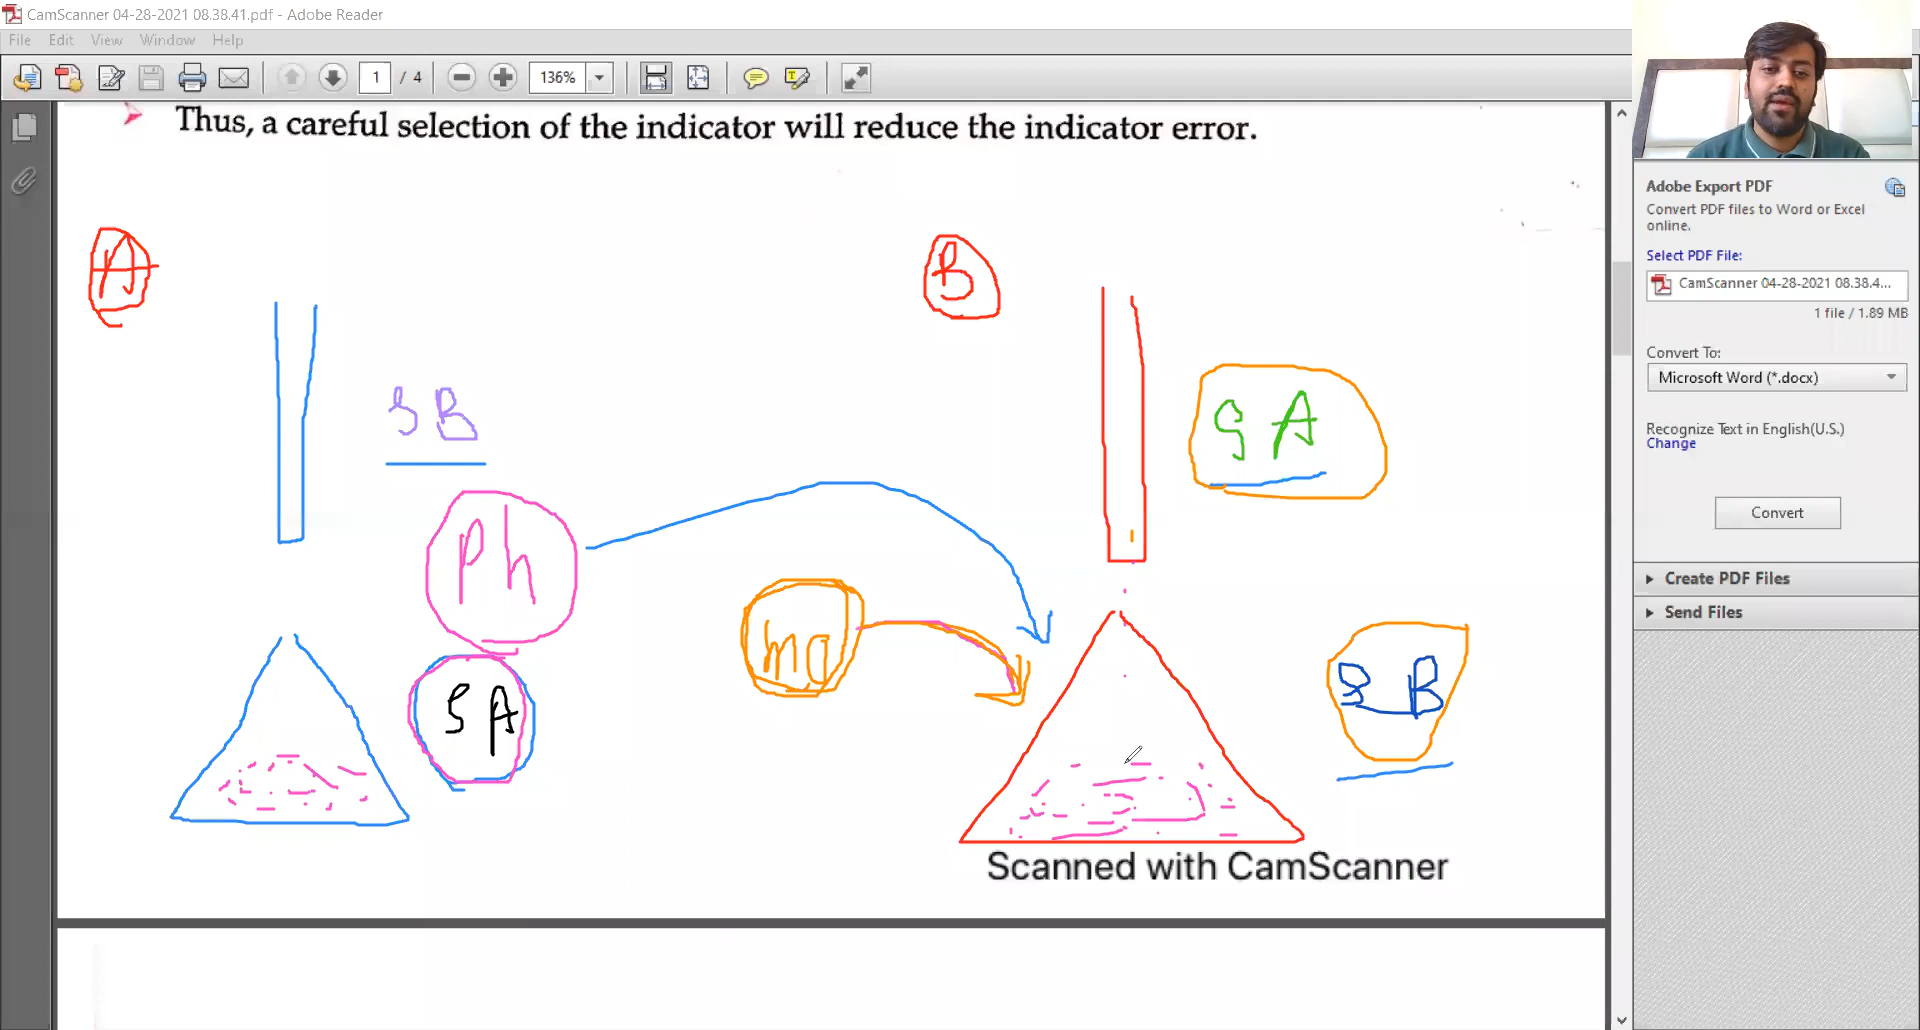 CamScanner 04-28-2021 08.38.41.pdf - Adobe Reader
File Edit View Window Help
1 / 4 136%
Thus, a careful selection of the indicator will reduce the indicator error.
A
B
SB
SA
Ph
mo
SA
SB
Scanned with CamScanner
Adobe Export PDF
Convert PDF files to Word or Excel
online.
Select PDF File:
CamScanner 04-28-2021 08.38.4...
1 file / 1.89 MB
Convert To:
Microsoft Word (*.docx)
Recognize Text in English(U.S.)
Change
Convert
Create PDF Files
Send Files